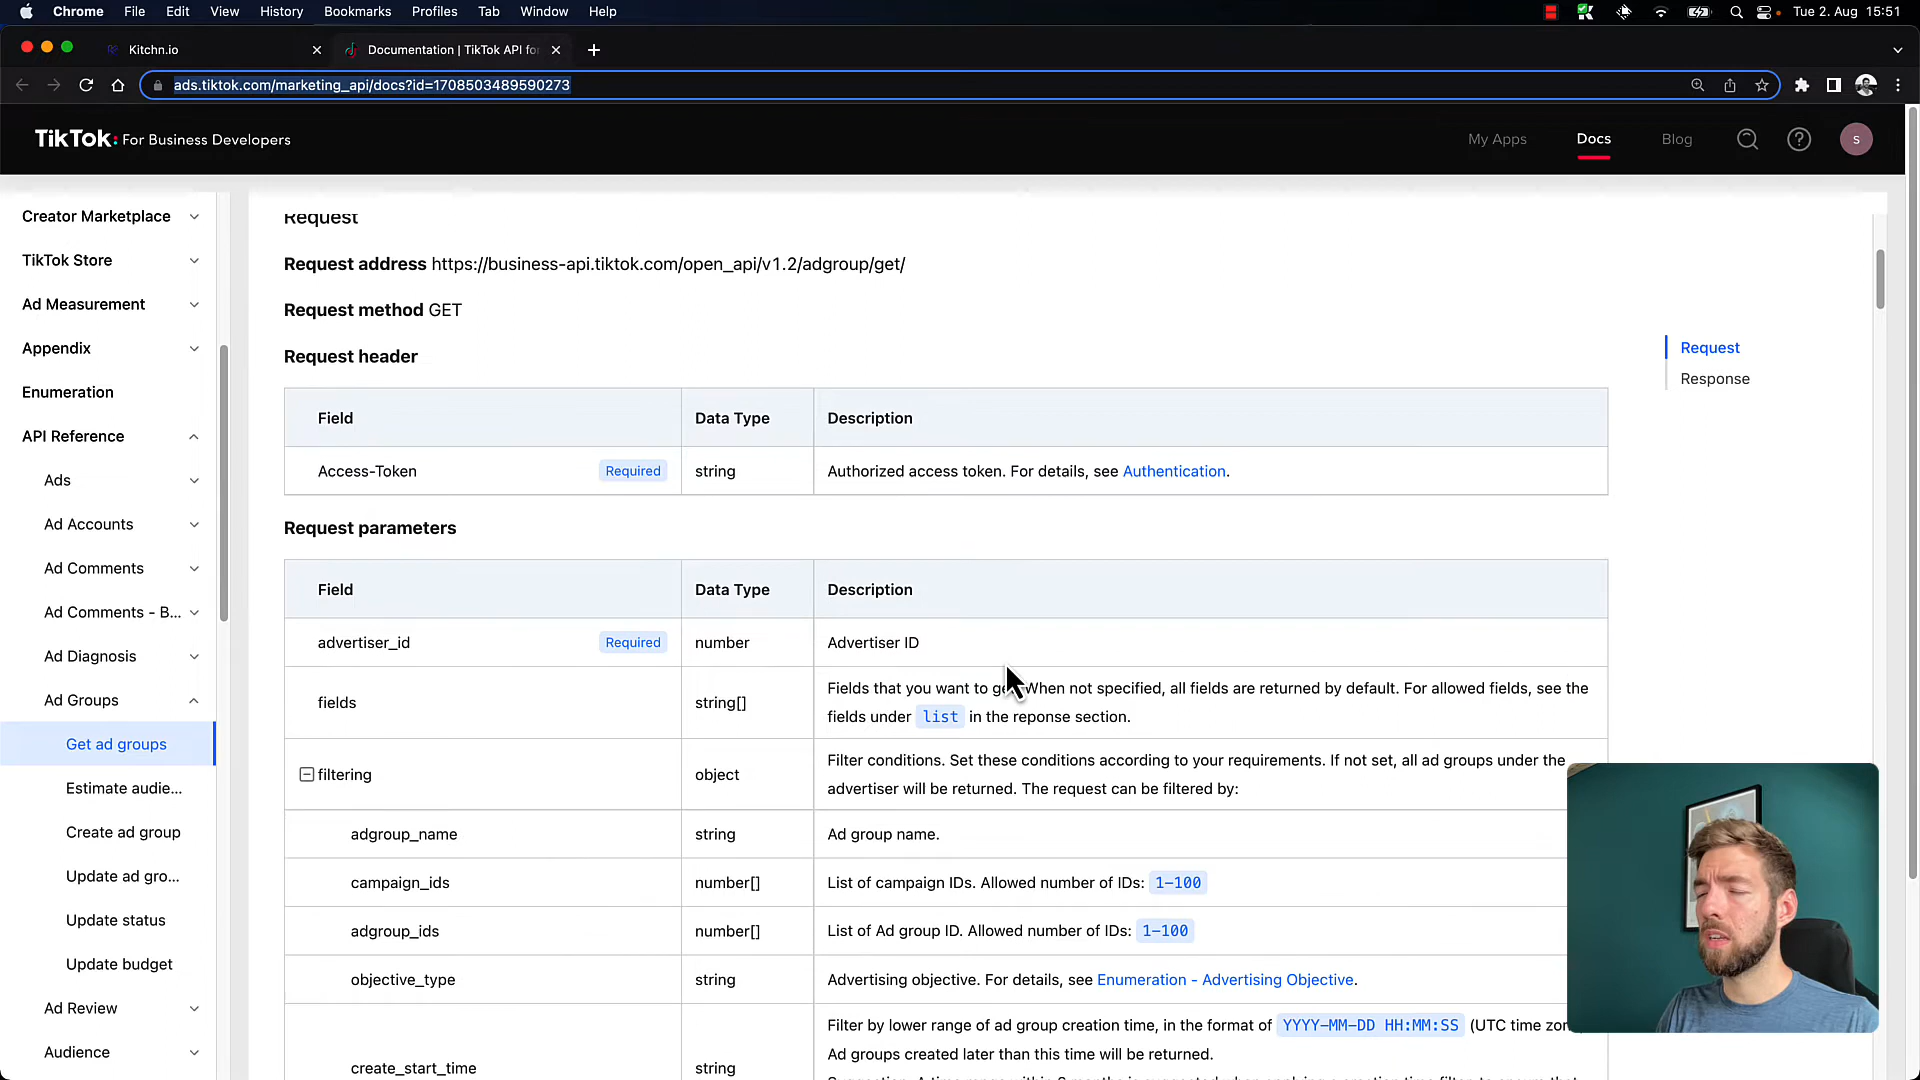 Chrome File Edit View History Bookmarks Profiles Tab Window Help Tue 2. Aug 15:51
Kitchn.io Documentation | TikTok API for
ads.tiktok.com/marketing_api/docs?id=1708503489590273
TikTok: For Business Developers My Apps Docs Blog S
Creator Marketplace
TikTok Store
Ad Measurement
Appendix
Enumeration
API Reference
Ads
Ad Accounts
Ad Comments
Ad Comments - B...
Ad Diagnosis
Ad Groups
Get ad groups
Estimate audie...
Create ad group
Update ad gro...
Update status
Update budget
Ad Review
Audience
Request
Request address https://business-api.tiktok.com/open_api/v1.2/adgroup/get/
Request method GET
Request header
Field Data Type Description
Access-Token Required string Authorized access token. For details, see Authentication.
Request parameters
Field Data Type Description
advertiser_id Required number Advertiser ID
fields string[] Fields that you want to ge When not specified, all fields are returned by default. For allowed fields, see the
fields under list in the reponse section.
filtering object Filter conditions. Set these conditions according to your requirements. If not set, all ad groups under the
advertiser will be returned. The request can be filtered by:
adgroup_name string Ad group name.
campaign_ids number[] List of campaign IDs. Allowed number of IDs: 1-100
adgroup_ids number[] List of Ad group ID. Allowed number of IDs: 1-100
objective_type string Advertising objective. For details, see Enumeration - Advertising Objective.
create_start_time string Filter by lower range of ad group creation time, in the format of YYYY-MM-DD HH:MM:SS (UTC time zon
Ad groups created later than this time will be returned.
Request
Response